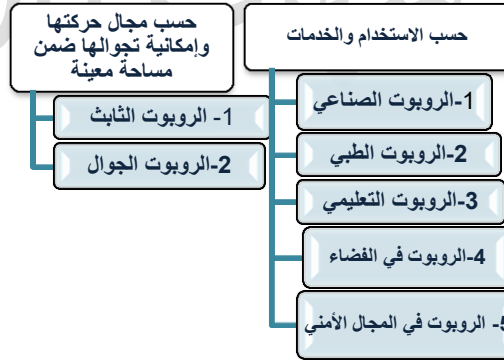 حسب الاستخدام والخدمات
1-الروبوت الصناعي
2-الروبوت الطبي
3-الروبوت التعليمي
4-الروبوت في الفضاء
5- الروبوت في المجال الأمني
حسب مجال حركتها
وإمكانية تجوالها ضمن
مساحة معينة
1- الروبوت الثابث
2-الروبوت الجوال